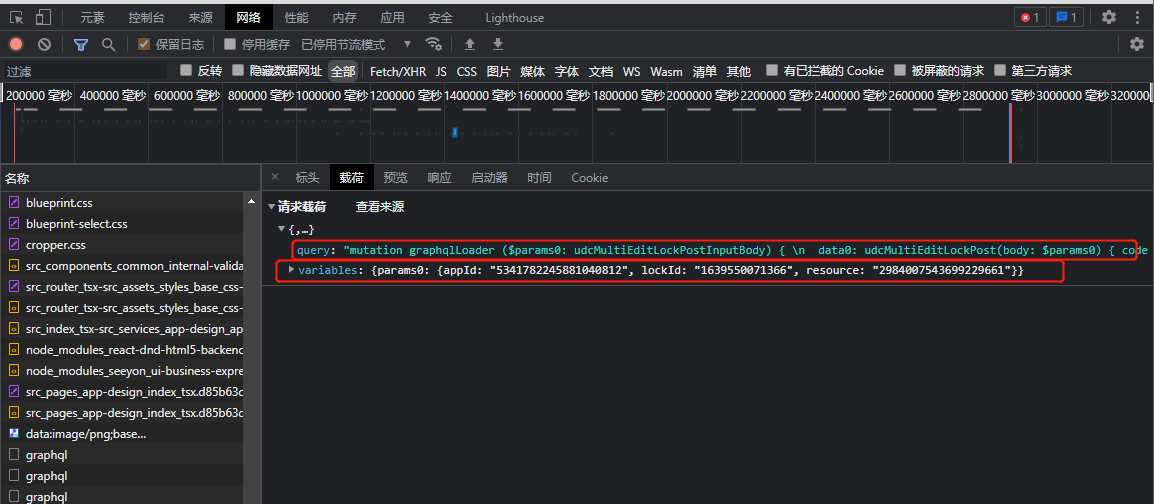 元素 控制台 来源 网络 性能 内存 应用 安全 Lighthouse 1 1
保留日志 停用缓存 已停用节流模式
过滤 反转 隐藏数据网址 全部 Fetch/XHR JS CSS 图片 媒体 字体 文档 WS Wasm 清单 其他 有已拦截的 Cookie 被屏蔽的请求 第三方请求
200000 毫秒 400000 毫秒 600000 毫秒 800000 毫秒 1000000 毫秒 1200000 毫秒 1400000 毫秒 1600000 毫秒 1800000 毫秒 2000000 毫秒 2200000 毫秒 2400000 毫秒 2600000 毫秒 2800000 毫秒 3000000 毫秒 320000
名称
× 标头 载荷 预览 响应 启动器 时间 Cookie
blueprint.css
blueprint-select.css
cropper.css
src_components_common_internal-valida
src_router_tsx-src_assets_styles_base_css-
src_router_tsx-src_assets_styles_base_css-
src_index_tsx-src_services_app-design_ap
node_modules_react-dnd-html5-backend
node_modules_seeyon_ui-business-expre
src_pages_app-design_index_tsx.d85b63c
src_pages_app-design_index_tsx.d85b63c
data:image/png;base...
graphql
graphql
graphql
请求载荷 查看来源
{,…}
query: "mutation graphqlLoader ($params0: udcMultiEditLockPostInputBody) { \n  data0: udcMultiEditLockPost(body: $params0) { code
variables: {params0: {appId: "5341782245881040812", lockId: "1639550071366", resource: "2984007543699229661"}}